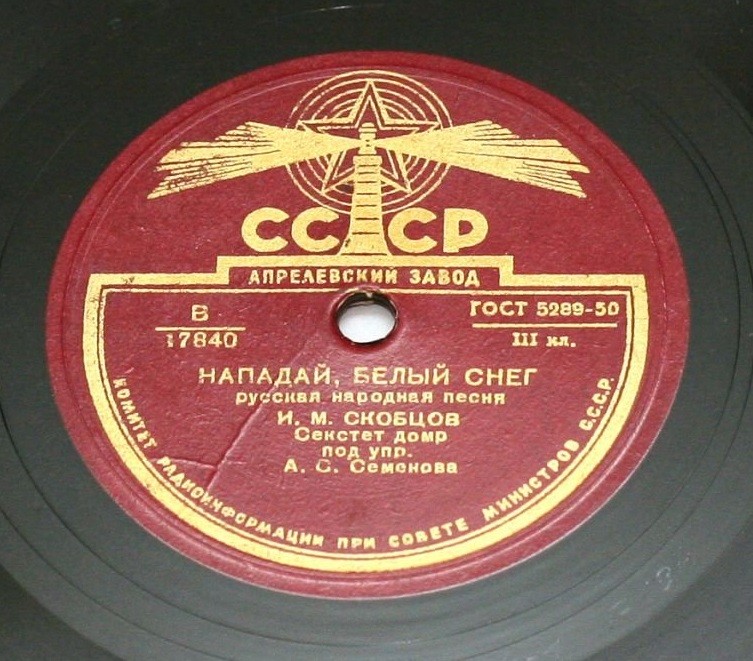 СССР
АПРЕЛЕВСКИЙ ЗАВОД
В
17840
ГОСТ 5289-50
III кл.
НАПАДАЙ, БЕЛЫЙ СНЕГ
русская народная песня
И. М. СКОБЦОВ
Секстет домр
под упр.
А. С. Семенова
КОМИТЕТ РАДИОИНФОРМАЦИИ ПРИ СОВЕТЕ МИНИСТРОВ С.С.С.Р.